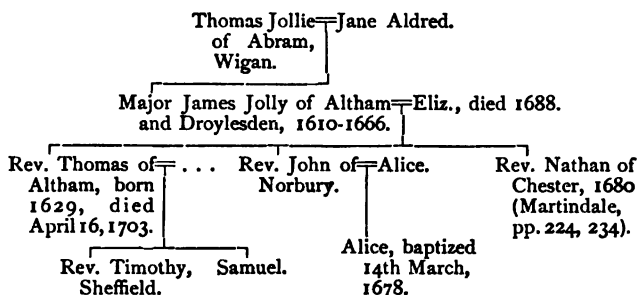 Thomas Jollie═Jane Aldred.
of Abram,
Wigan.
Major James Jolly of Altham═Eliz., died 1688.
and Droylesden, 1610-1666.
Rev. Thomas of═. . .
Altham, born
1629, died
April 16, 1703.
Rev. John of═Alice.
Norbury.
Rev. Nathan of
Chester, 1680
(Martindale,
pp. 224, 234).
Rev. Timothy,
Sheffield.
Samuel.
Alice, baptized
14th March,
1678.